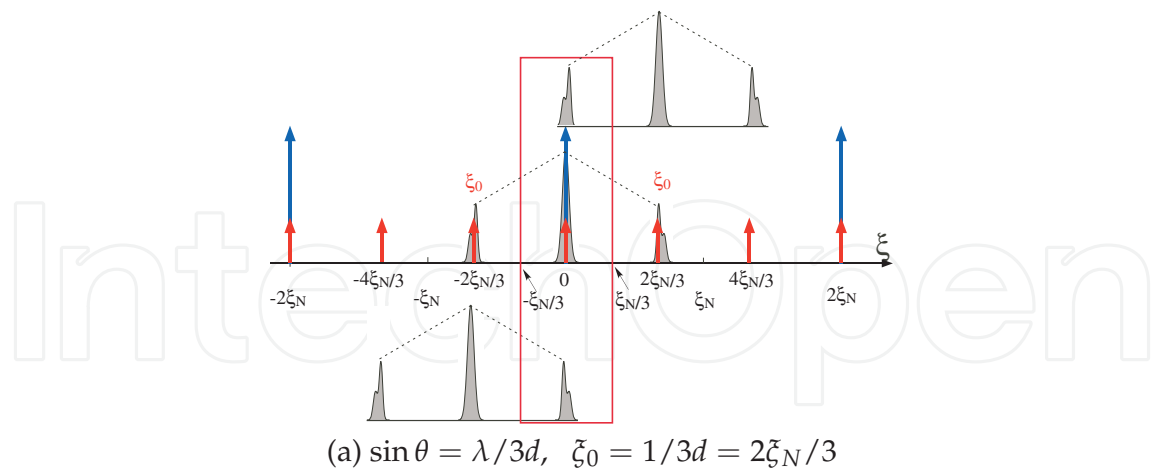 ξ₀ ξ₀
ξ
-2ξN -4ξN/3 -ξN -2ξN/3 -ξN/3 0 ξN/3 2ξN/3 ξN 4ξN/3 2ξN
IntechOpen
(a) sin θ = λ/3d, ξ₀ = 1/3d = 2ξN/3